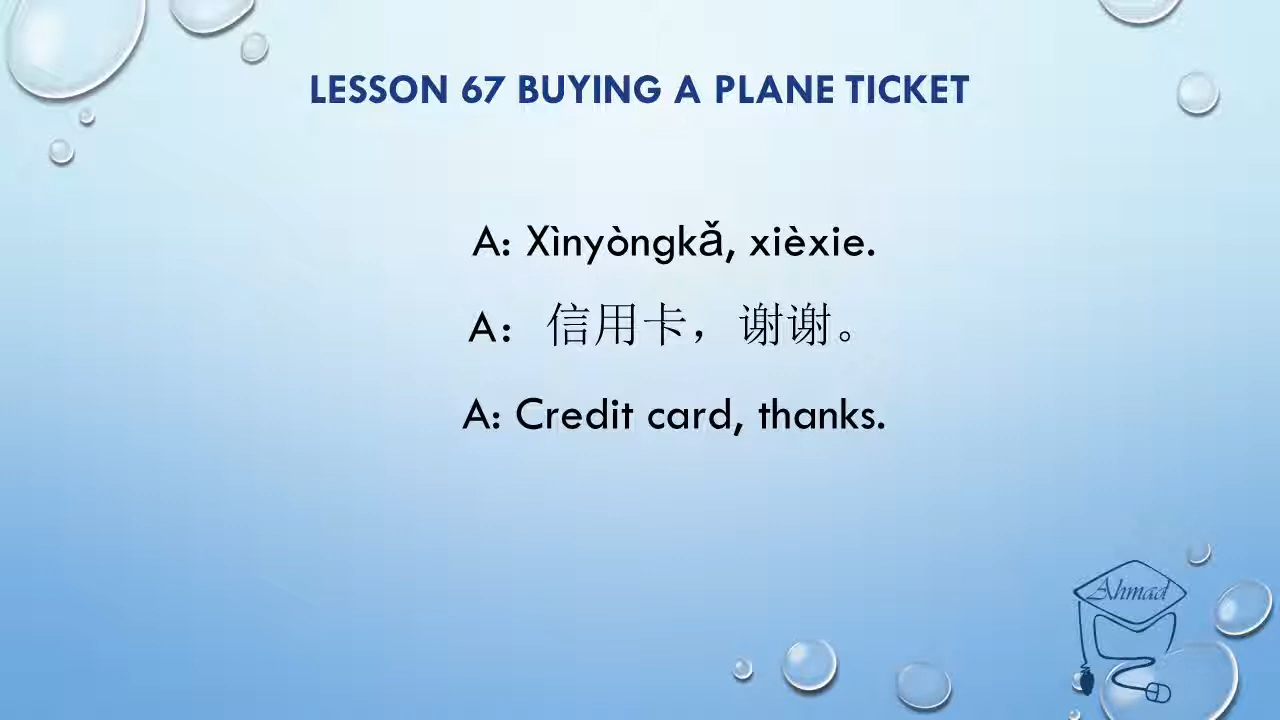 LESSON 67 BUYING A PLANE TICKET
A: Xìnyòngkǎ, xièxie.
A：信用卡，谢谢。
A: Credit card, thanks.
Ahmad